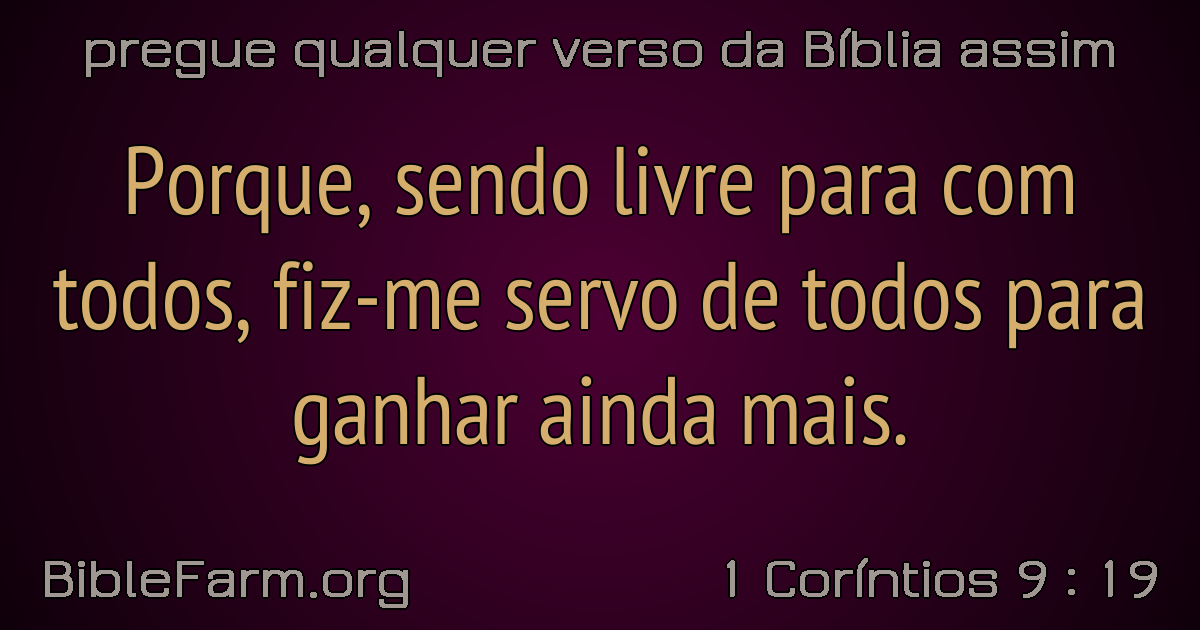 pregue qualquer verso da Bíblia assim
Porque, sendo livre para com
todos, fiz-me servo de todos para
ganhar ainda mais.
BibleFarm.org
1 Coríntios 9 : 19